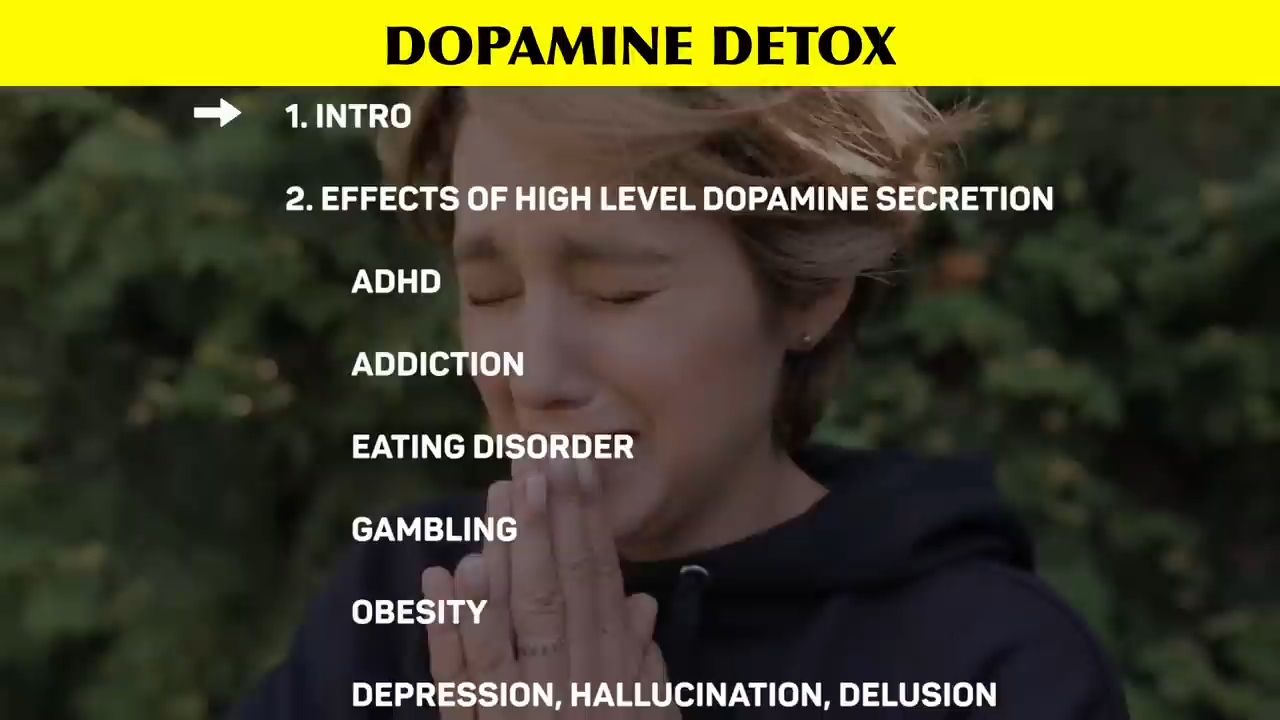 DOPAMINE DETOX
1. INTRO
2. EFFECTS OF HIGH LEVEL DOPAMINE SECRETION
ADHD
ADDICTION
EATING DISORDER
GAMBLING
OBESITY
DEPRESSION, HALLUCINATION, DELUSION